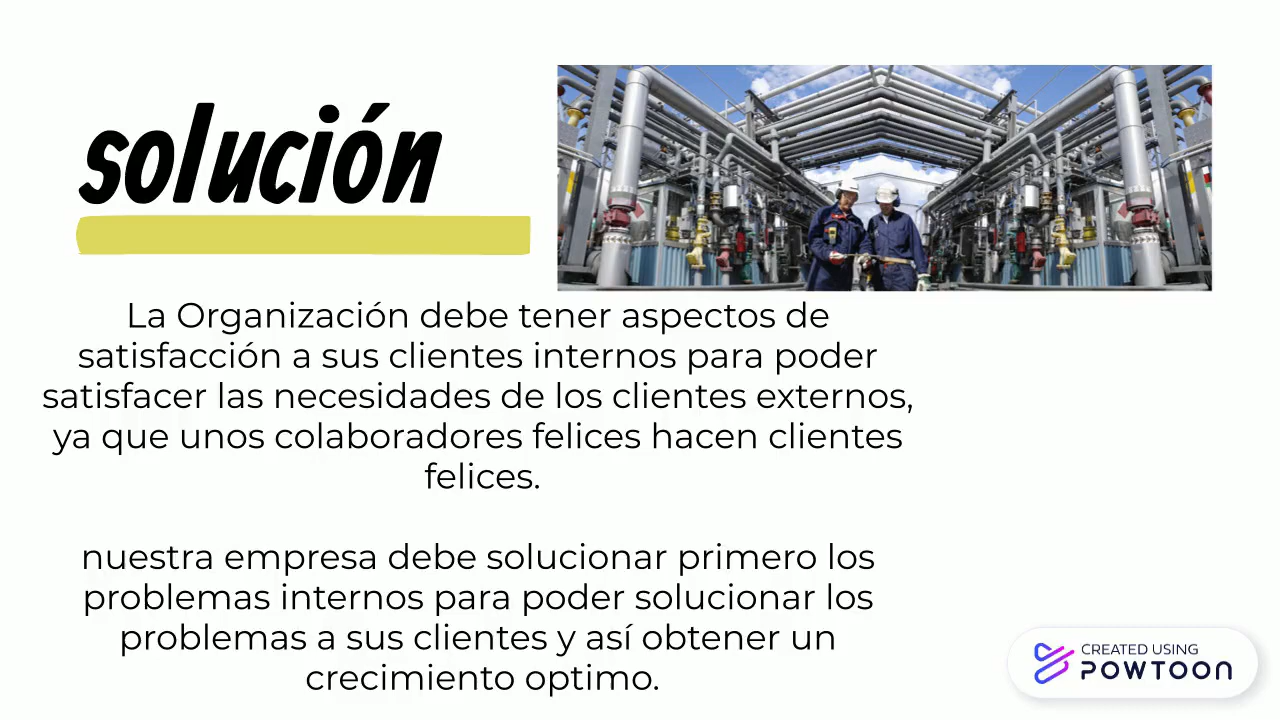 solución
La Organización debe tener aspectos de
satisfacción a sus clientes internos para poder
satisfacer las necesidades de los clientes externos,
ya que unos colaboradores felices hacen clientes
felices.
nuestra empresa debe solucionar primero los
problemas internos para poder solucionar los
problemas a sus clientes y así obtener un
crecimiento optimo.
CREATED USING
POWTOON